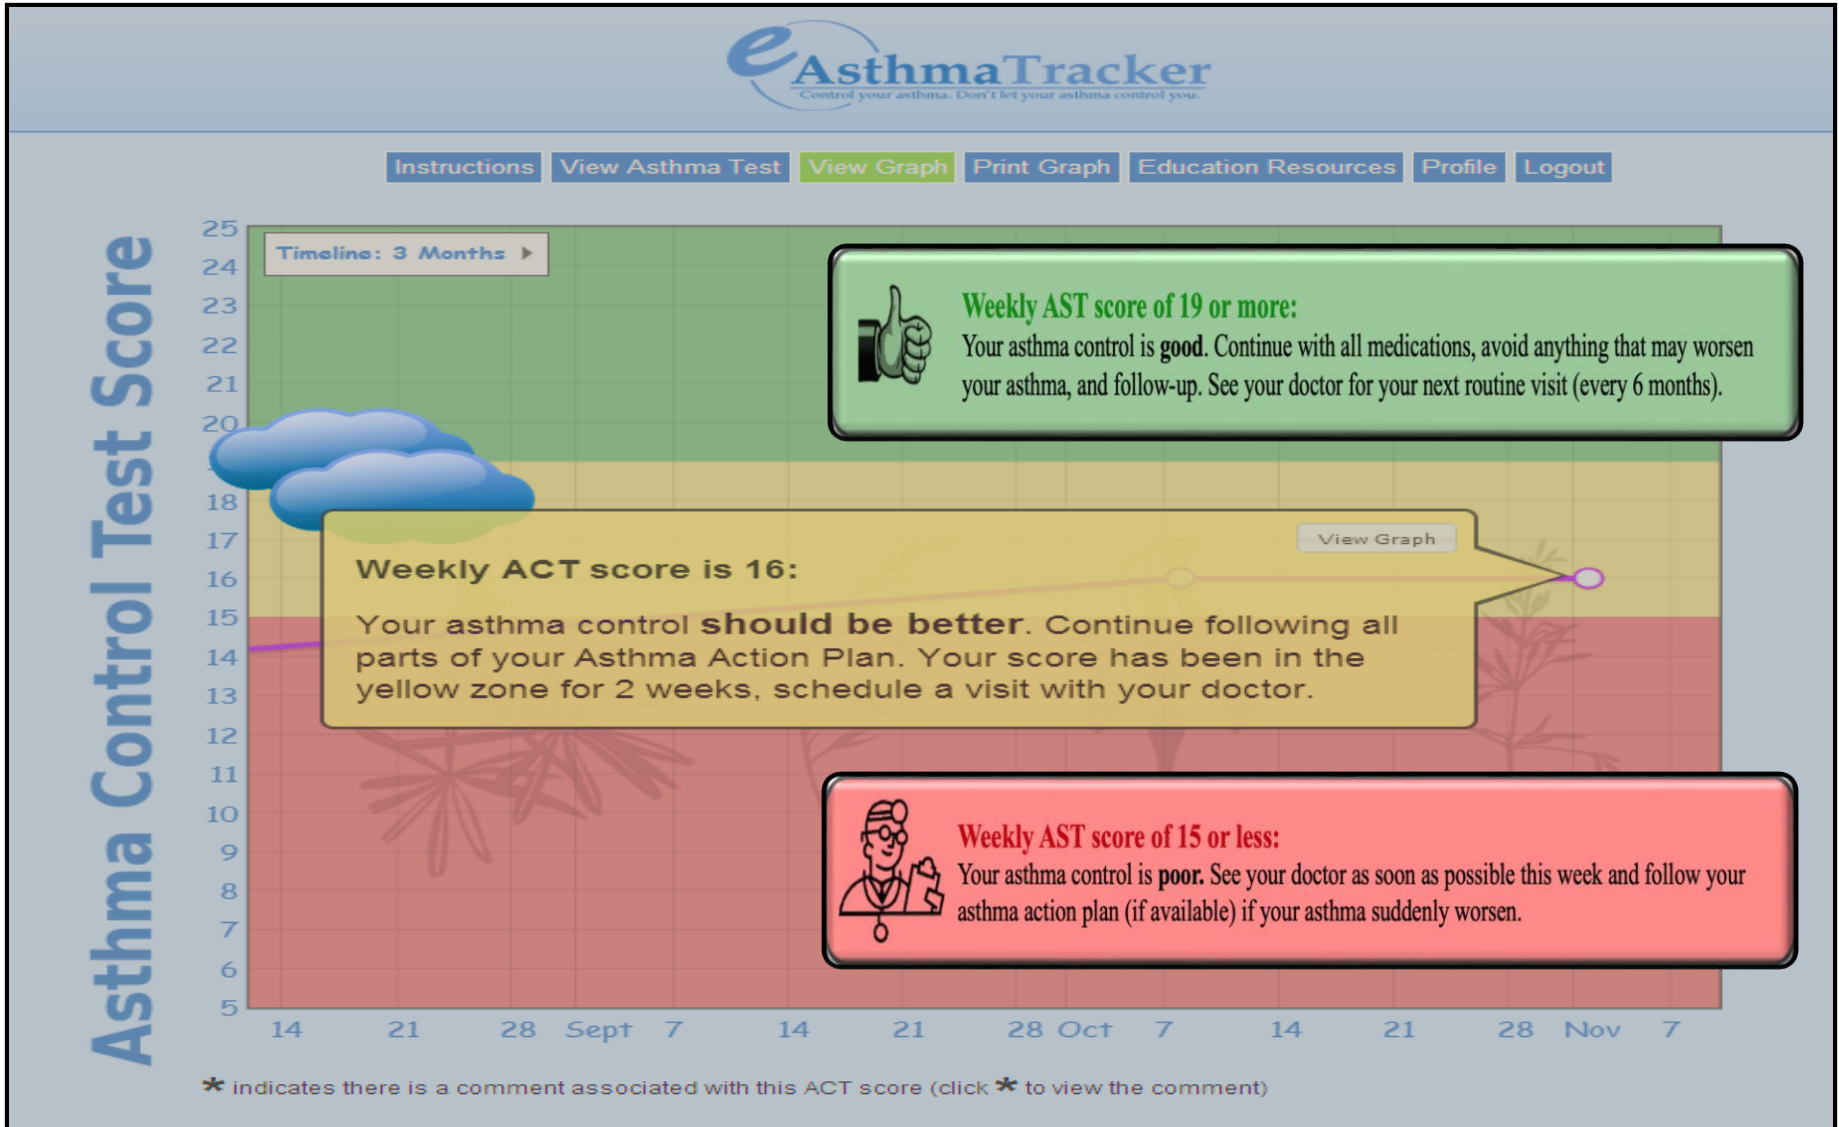 eAsthmaTracker
Control your asthma. Don't let your asthma control you.
Instructions View Asthma Test View Graph Print Graph Education Resources Profile Logout
Asthma Control Test Score
25
24
23
22
21
20
18
17
16
15
14
13
12
11
10
9
8
7
6
5
Timeline: 3 Months
Weekly AST score of 19 or more:
Your asthma control is good. Continue with all medications, avoid anything that may worsen
your asthma, and follow-up. See your doctor for your next routine visit (every 6 months).
View Graph
Weekly ACT score is 16:
Your asthma control should be better. Continue following all
parts of your Asthma Action Plan. Your score has been in the
yellow zone for 2 weeks, schedule a visit with your doctor.
Weekly AST score of 15 or less:
Your asthma control is poor. See your doctor as soon as possible this week and follow your
asthma action plan (if available) if your asthma suddenly worsen.
14 21 28 Sept 7 14 21 28 Oct 7 14 21 28 Nov 7
* indicates there is a comment associated with this ACT score (click * to view the comment)